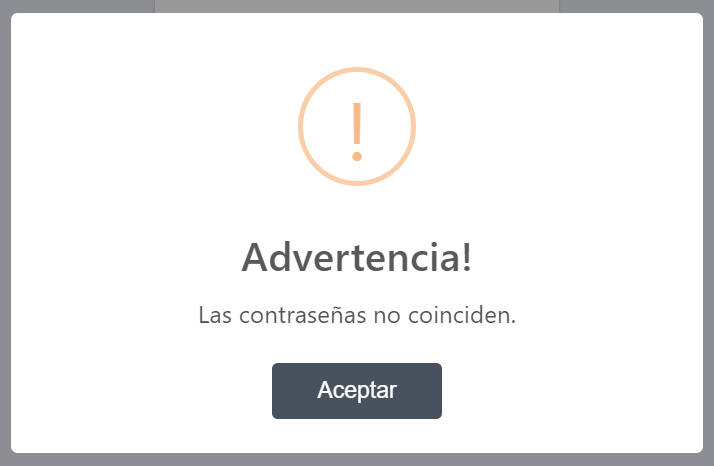 Advertencia!
Las contraseñas no coinciden.
Aceptar